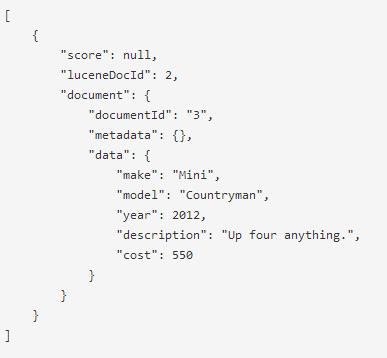 [
    {
        "score": null,
        "luceneDocId": 2,
        "document": {
            "documentId": "3",
            "metadata": {},
            "data": {
                "make": "Mini",
                "model": "Countryman",
                "year": 2012,
                "description": "Up four anything.",
                "cost": 550
            }
        }
    }
]